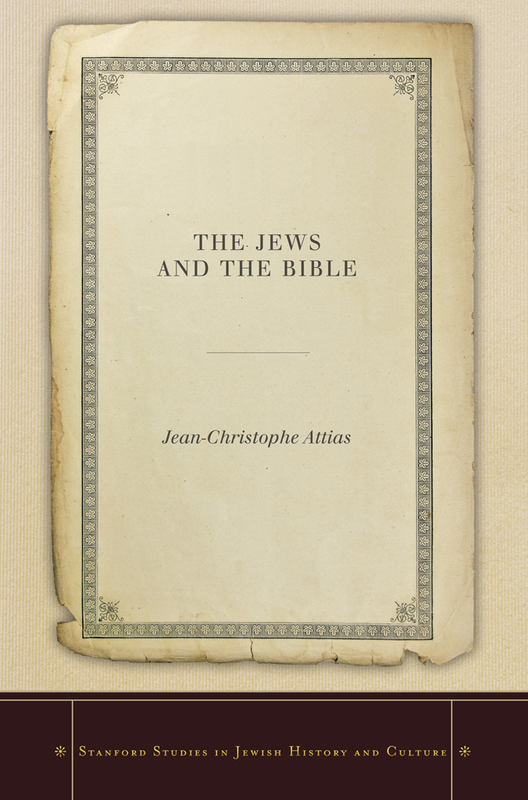 THE JEWS
AND THE BIBLE
Jean-Christophe Attias
Stanford Studies in Jewish History and Culture